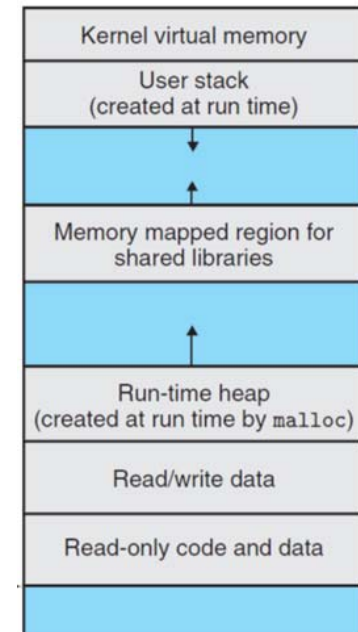 Kernel virtual memory
User stack
(created at run time)
Memory mapped region for
shared libraries
Run-time heap
(created at run time by malloc)
Read/write data
Read-only code and data